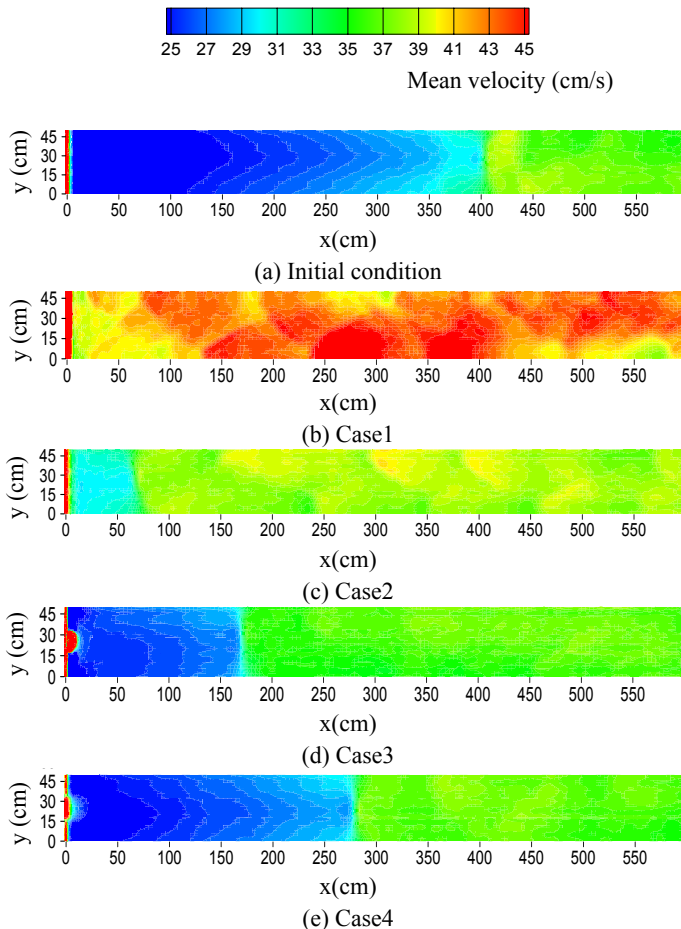 25 27 29 31 33 35 37 39 41 43 45
Mean velocity (cm/s)
y (cm)
45
30
15
0
0 50 100 150 200 250 300 350 400 450 500 550
x(cm)
(a) Initial condition
y (cm)
45
30
15
0
0 50 100 150 200 250 300 350 400 450 500 550
x(cm)
(b) Case1
y (cm)
45
30
15
0
0 50 100 150 200 250 300 350 400 450 500 550
x(cm)
(c) Case2
y (cm)
45
30
15
0
0 50 100 150 200 250 300 350 400 450 500 550
x(cm)
(d) Case3
y (cm)
45
30
15
0
0 50 100 150 200 250 300 350 400 450 500 550
x(cm)
(e) Case4